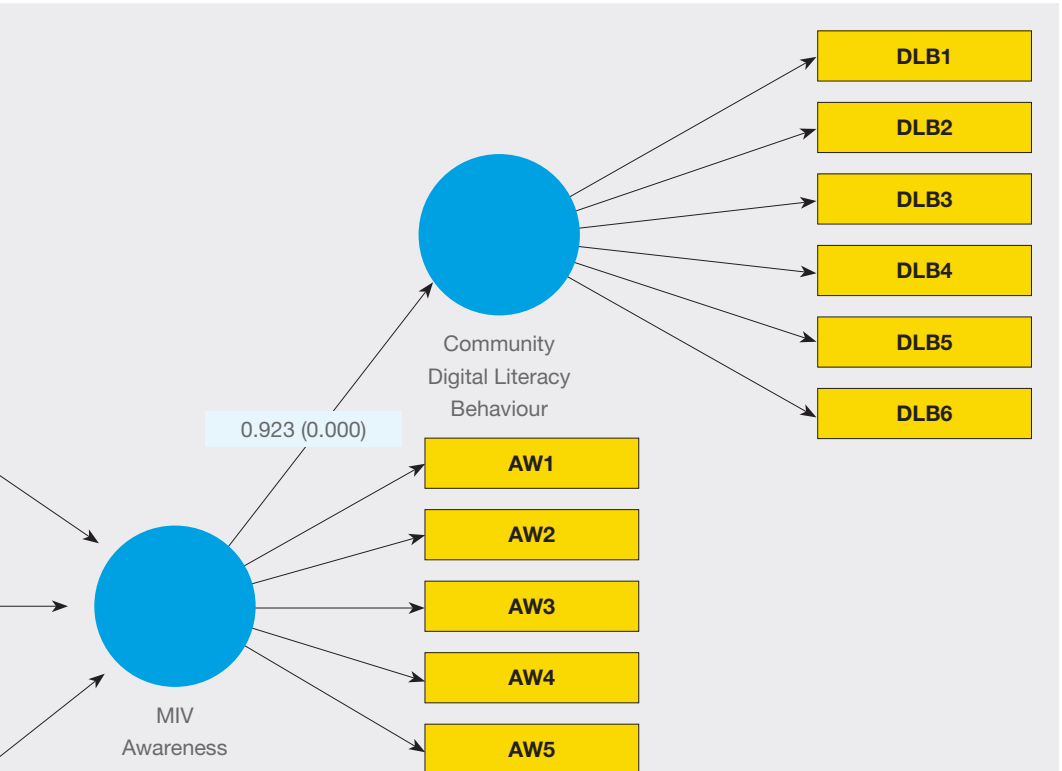 DLB1
DLB2
DLB3
DLB4
DLB5
DLB6
Community
Digital Literacy
Behaviour
0.923 (0.000)
AW1
AW2
AW3
AW4
AW5
MIV
Awareness